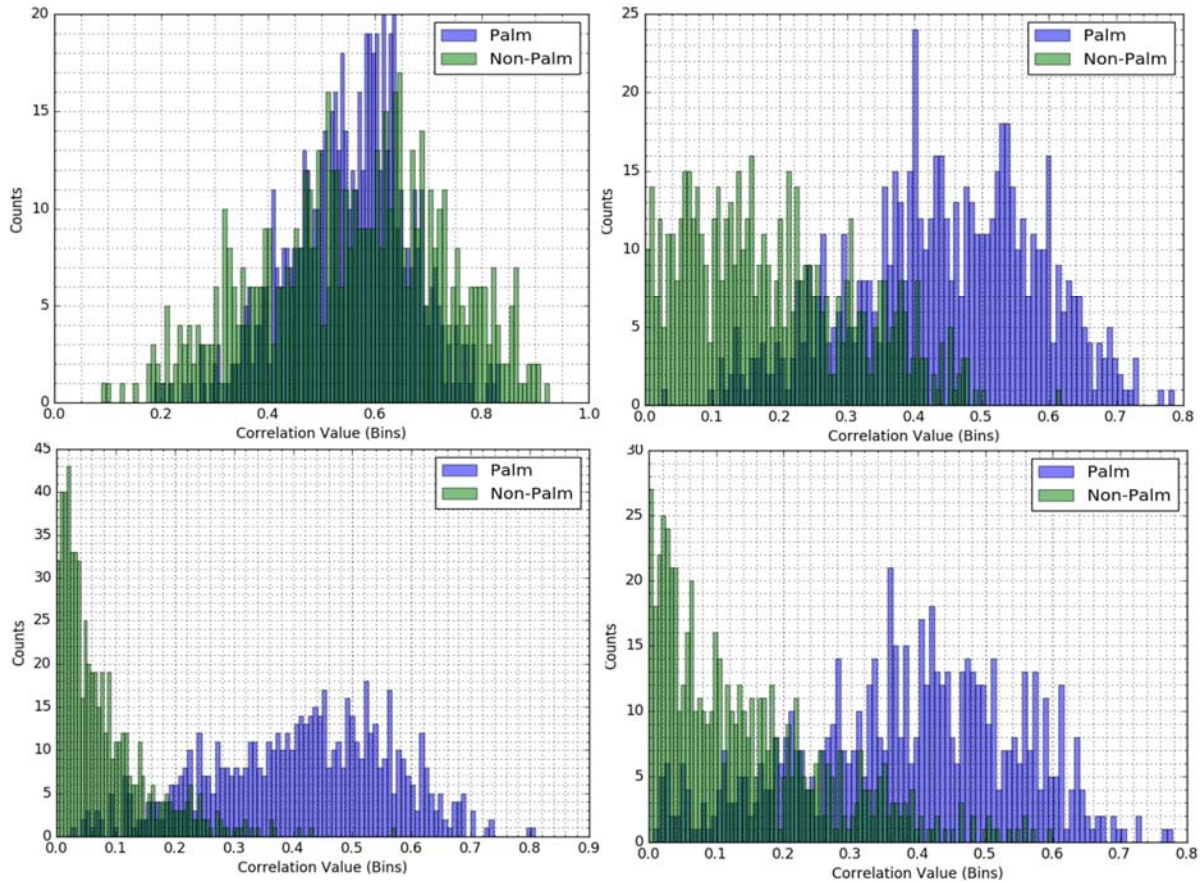 20
15
10
5
0
Counts
Palm
Non-Palm
0.0 0.2 0.4 0.6 0.8 1.0
Correlation Value (Bins)
25
20
15
10
5
0
Counts
Palm
Non-Palm
0.0 0.1 0.2 0.3 0.4 0.5 0.6 0.7 0.8
Correlation Value (Bins)
45
40
35
30
25
20
15
10
5
0
Counts
Palm
Non-Palm
0.0 0.1 0.2 0.3 0.4 0.5 0.6 0.7 0.8 0.9
Correlation Value (Bins)
30
25
20
15
10
5
0
Counts
Palm
Non-Palm
0.0 0.1 0.2 0.3 0.4 0.5 0.6 0.7 0.8
Correlation Value (Bins)